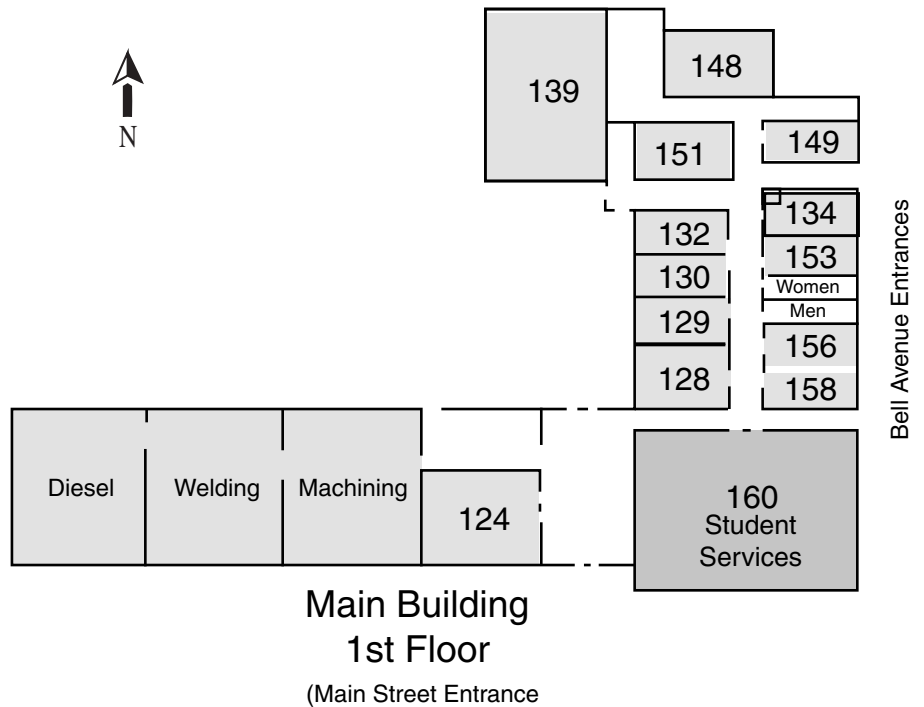 139
148
149
151
N
134
132
153
130
Women
Men
129
156
128
158
Bell Avenue Entrances
Diesel
Welding
Machining
124
160
Student
Services
Main Building
1st Floor
(Main Street Entrance